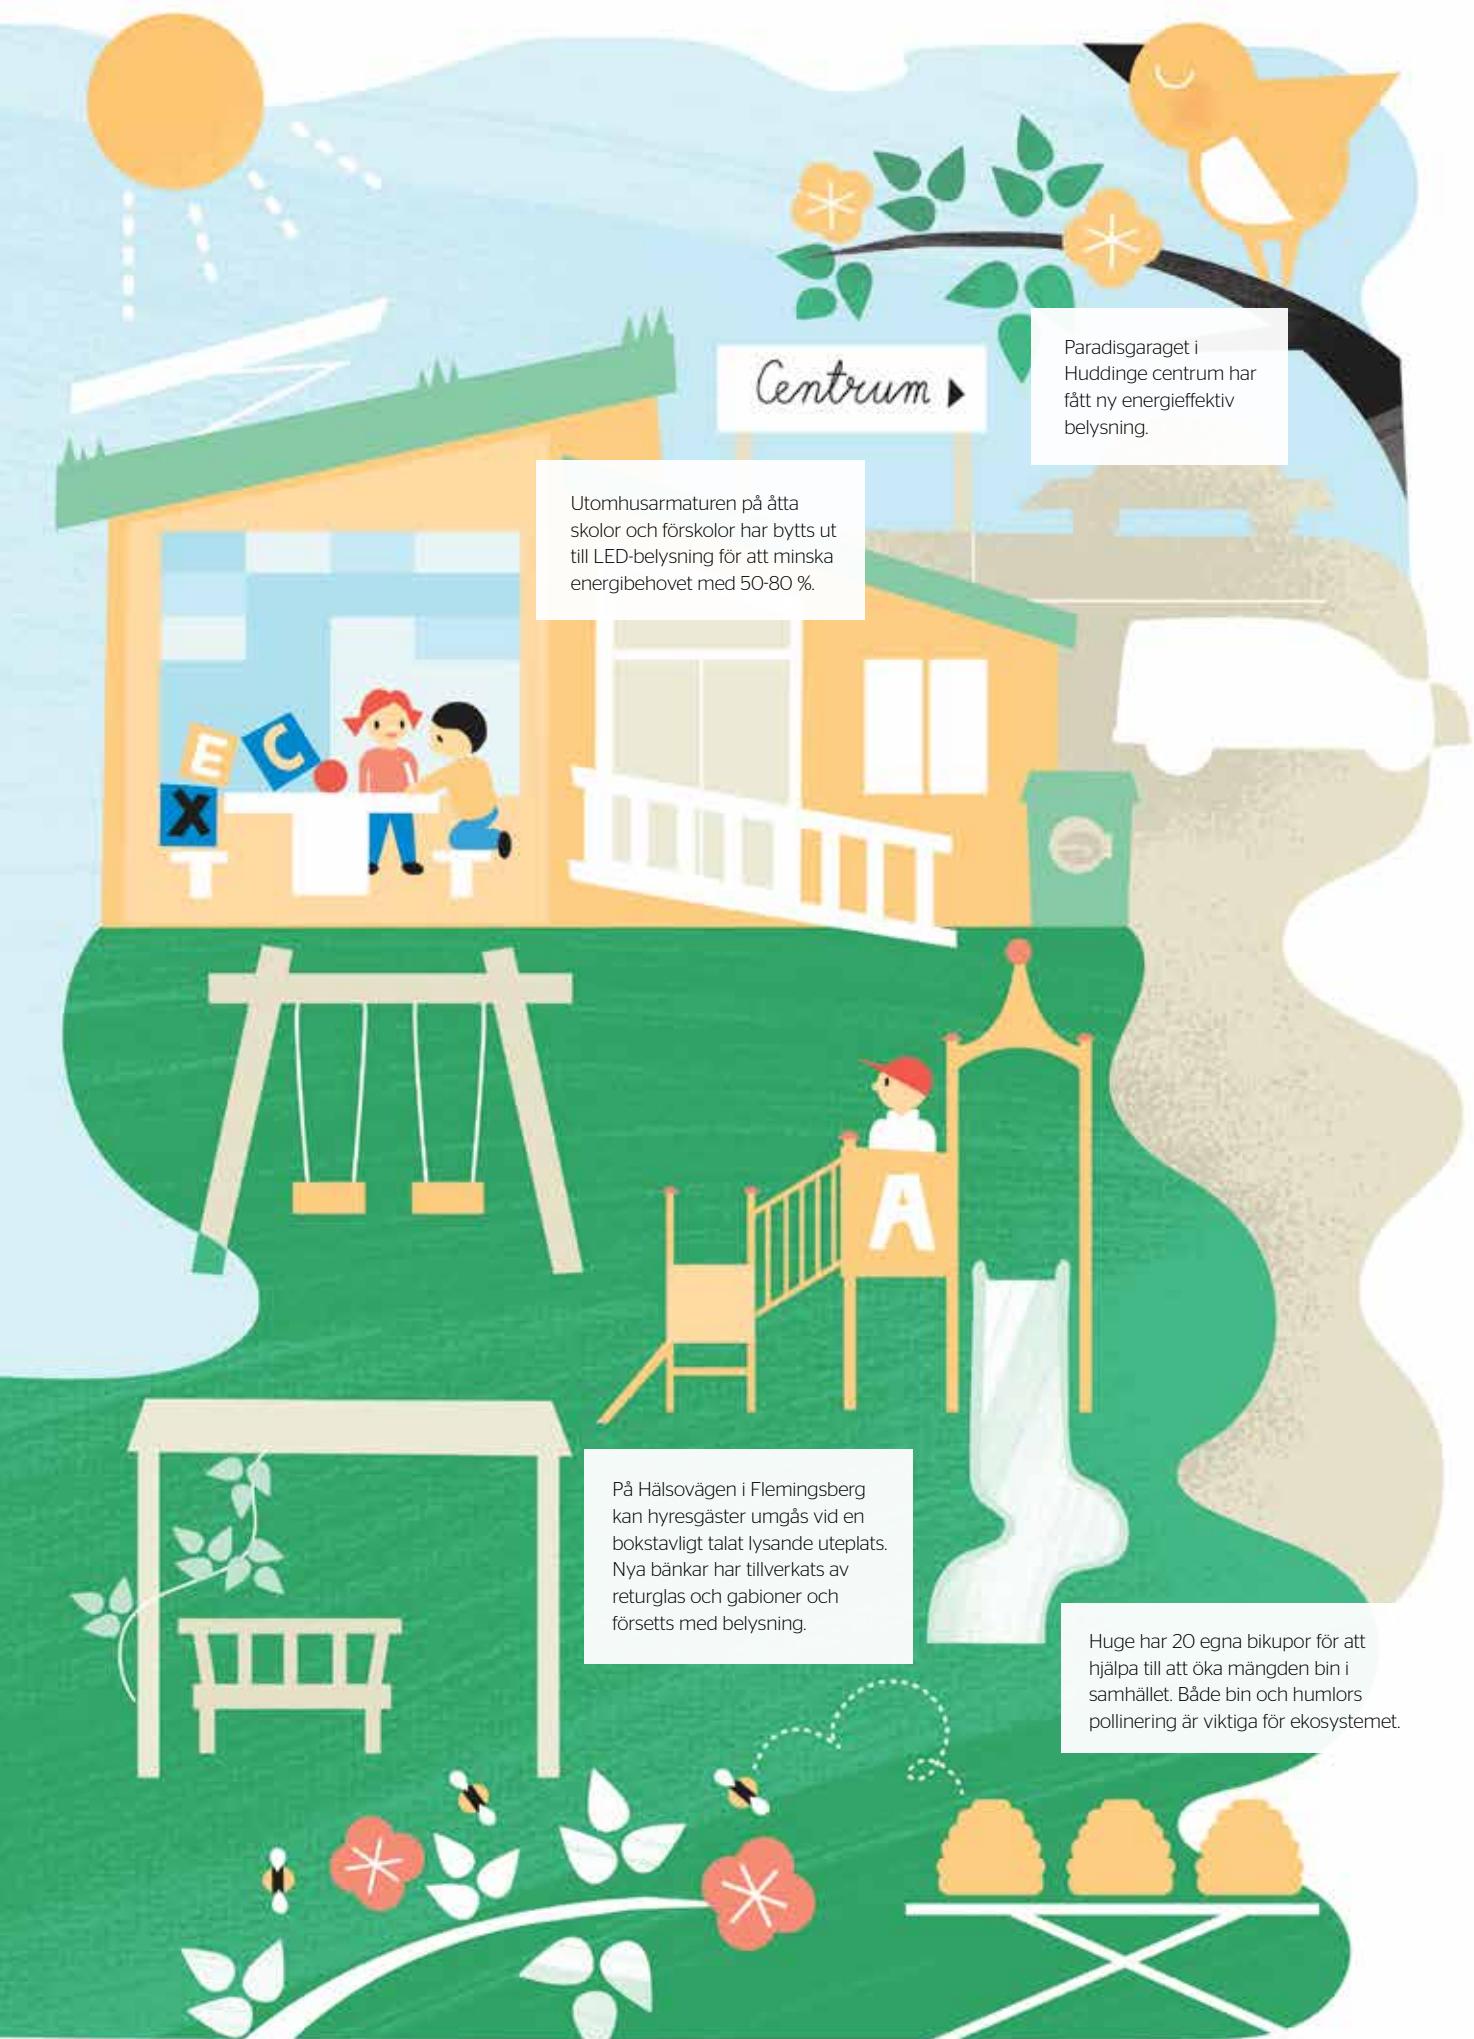 Paradisgaraget i
Huddinge centrum har
fått ny energieffektiv
belysning.
Centrum
Utomhusarmaturen på åtta
skolor och förskolor har bytts ut
till LED-belysning för att minska
energibehovet med 50-80 %.
E
C
X
A
På Hälsovägen i Flemingsberg
kan hyresgäster umgås vid en
bokstavligt talat lysande uteplats.
Nya bänkar har tillverkats av
returglas och gabioner och
försetts med belysning.
Huge har 20 egna bikupor för att
hjälpa till att öka mängden bin i
samhället. Både bin och humlors
pollinering är viktiga för ekosystemet.